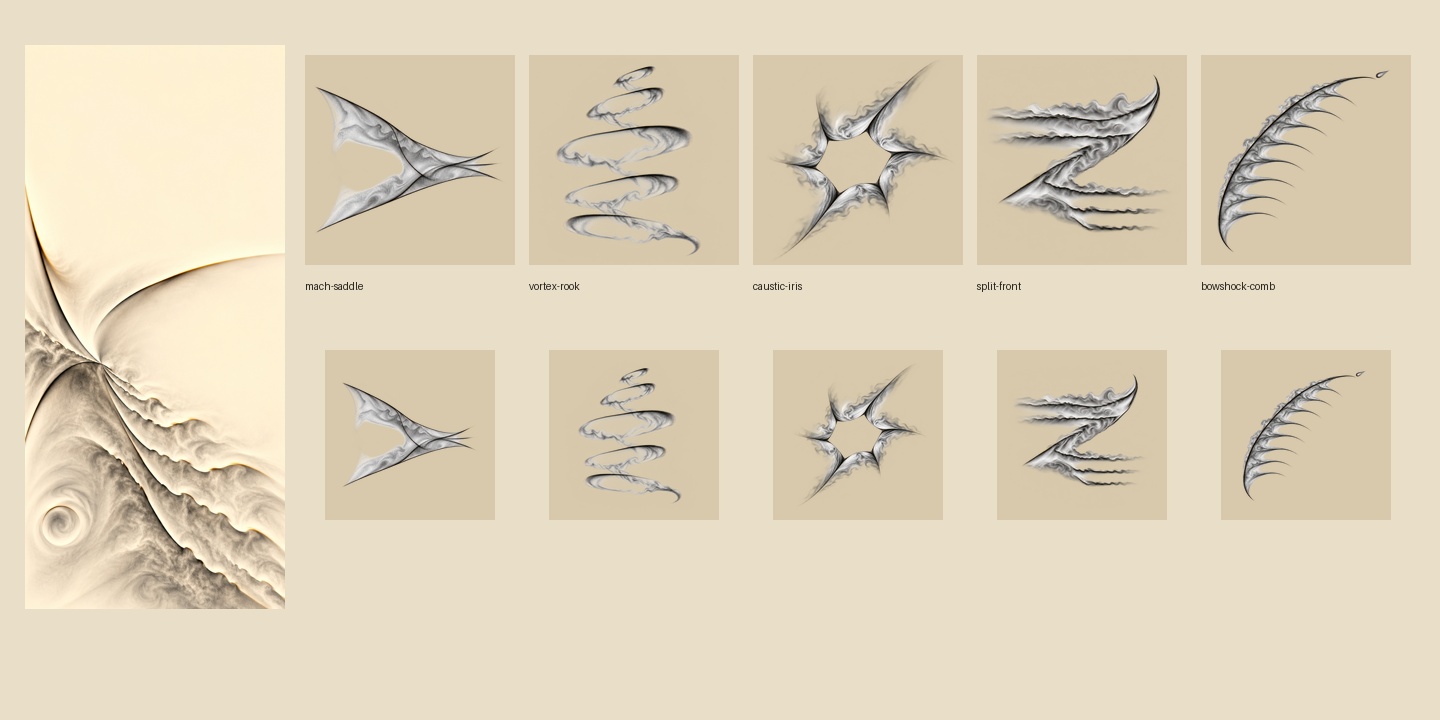 mach-saddle
vortex-rook
caustic-iris
split-front
bowshock-comb